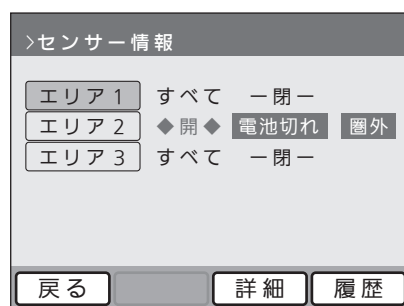 >センサー情報
エリア1 すべて ー閉ー
エリア2 ◆開◆ 電池切れ 圏外
エリア3 すべて ー閉ー
戻る 詳細 履歴